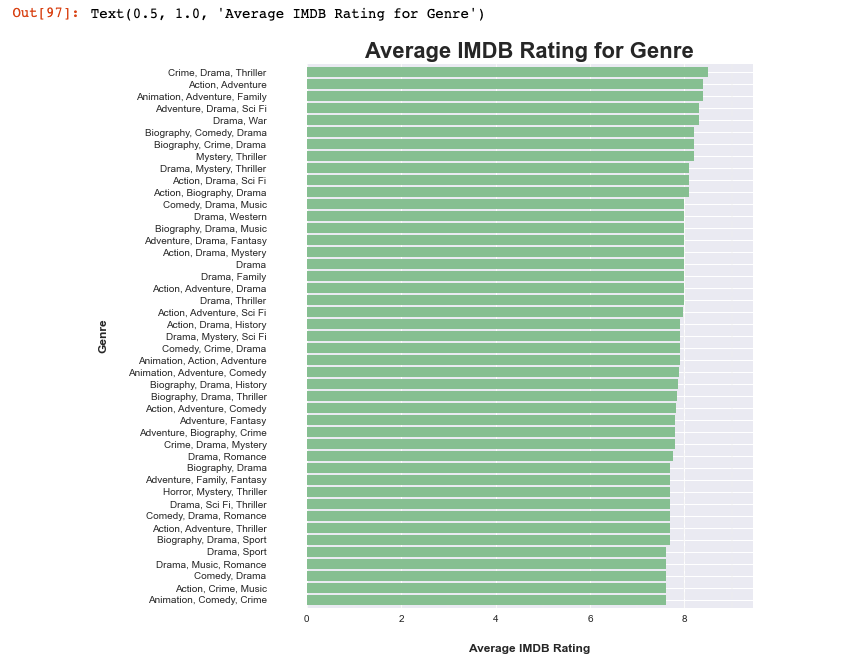 Out[97]: Text(0.5, 1.0, 'Average IMDB Rating for Genre')
Average IMDB Rating for Genre
Crime, Drama, Thriller
Action, Adventure
Animation, Adventure, Family
Adventure, Drama, Sci Fi
Drama, War
Biography, Comedy, Drama
Biography, Crime, Drama
Mystery, Thriller
Drama, Mystery, Thriller
Action, Drama, Sci Fi
Action, Biography, Drama
Comedy, Drama, Music
Drama, Western
Biography, Drama, Music
Adventure, Drama, Fantasy
Action, Drama, Mystery
Drama
Drama, Family
Action, Adventure, Drama
Drama, Thriller
Action, Adventure, Sci Fi
Action, Drama, History
Drama, Mystery, Sci Fi
Comedy, Crime, Drama
Animation, Action, Adventure
Animation, Adventure, Comedy
Biography, Drama, History
Biography, Drama, Thriller
Action, Adventure, Comedy
Adventure, Fantasy
Adventure, Biography, Crime
Crime, Drama, Mystery
Drama, Romance
Biography, Drama
Adventure, Family, Fantasy
Horror, Mystery, Thriller
Drama, Sci Fi, Thriller
Comedy, Drama, Romance
Action, Adventure, Thriller
Biography, Drama, Sport
Drama, Sport
Drama, Music, Romance
Comedy, Drama
Action, Crime, Music
Animation, Comedy, Crime
Genre
0 2 4 6 8
Average IMDB Rating